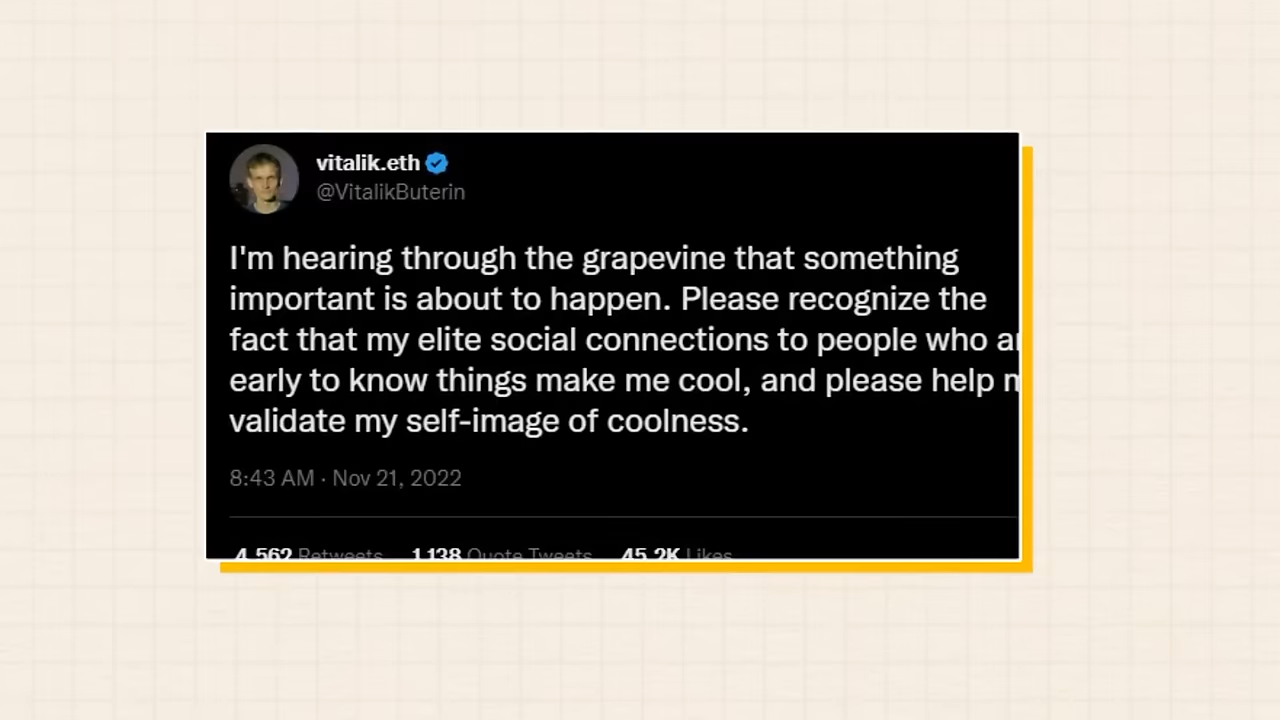 vitalik.eth
@VitalikButerin
I'm hearing through the grapevine that something
important is about to happen. Please recognize the
fact that my elite social connections to people who
early to know things make me cool, and please help
validate my self-image of coolness.
8:43 AM · Nov 21, 2022
4,562 Retweets 1,138 Quote Tweets 45.2K Likes